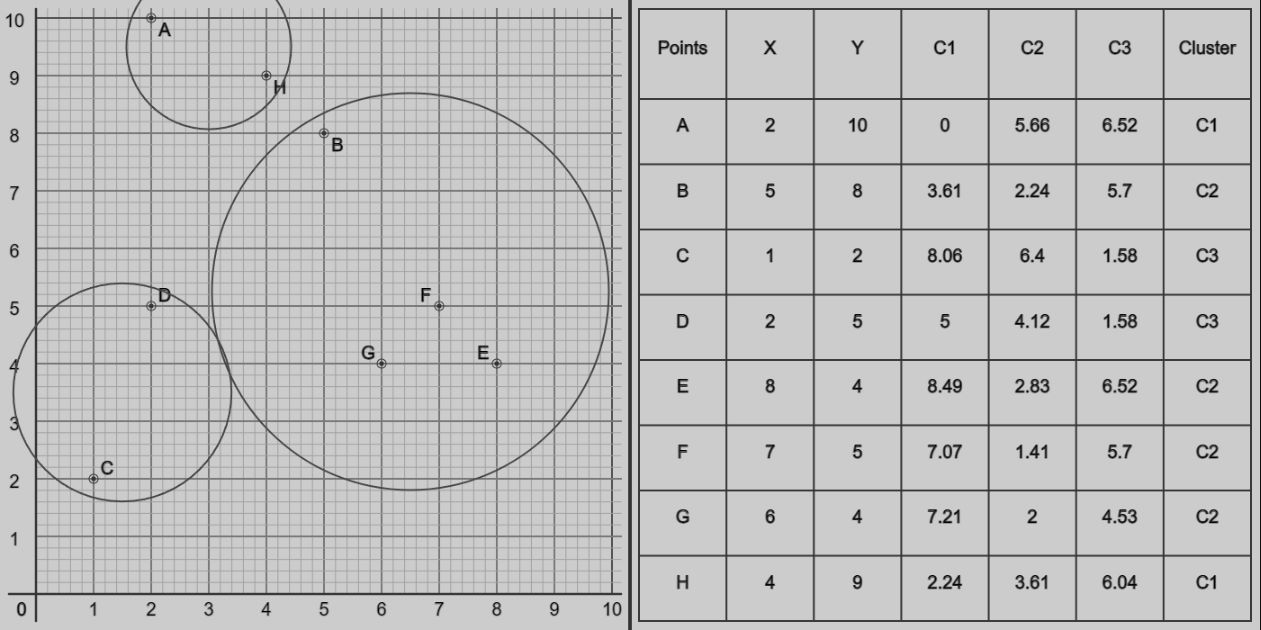 10
A
9
H
8
B
7
6
5
D
F
4
G
E
3
2
C
1
0 1 2 3 4 5 6 7 8 9 10
Points X Y C1 C2 C3 Cluster
A 2 10 0 5.66 6.52 C1
B 5 8 3.61 2.24 5.7 C2
C 1 2 8.06 6.4 1.58 C3
D 2 5 5 4.12 1.58 C3
E 8 4 8.49 2.83 6.52 C2
F 7 5 7.07 1.41 5.7 C2
G 6 4 7.21 2 4.53 C2
H 4 9 2.24 3.61 6.04 C1